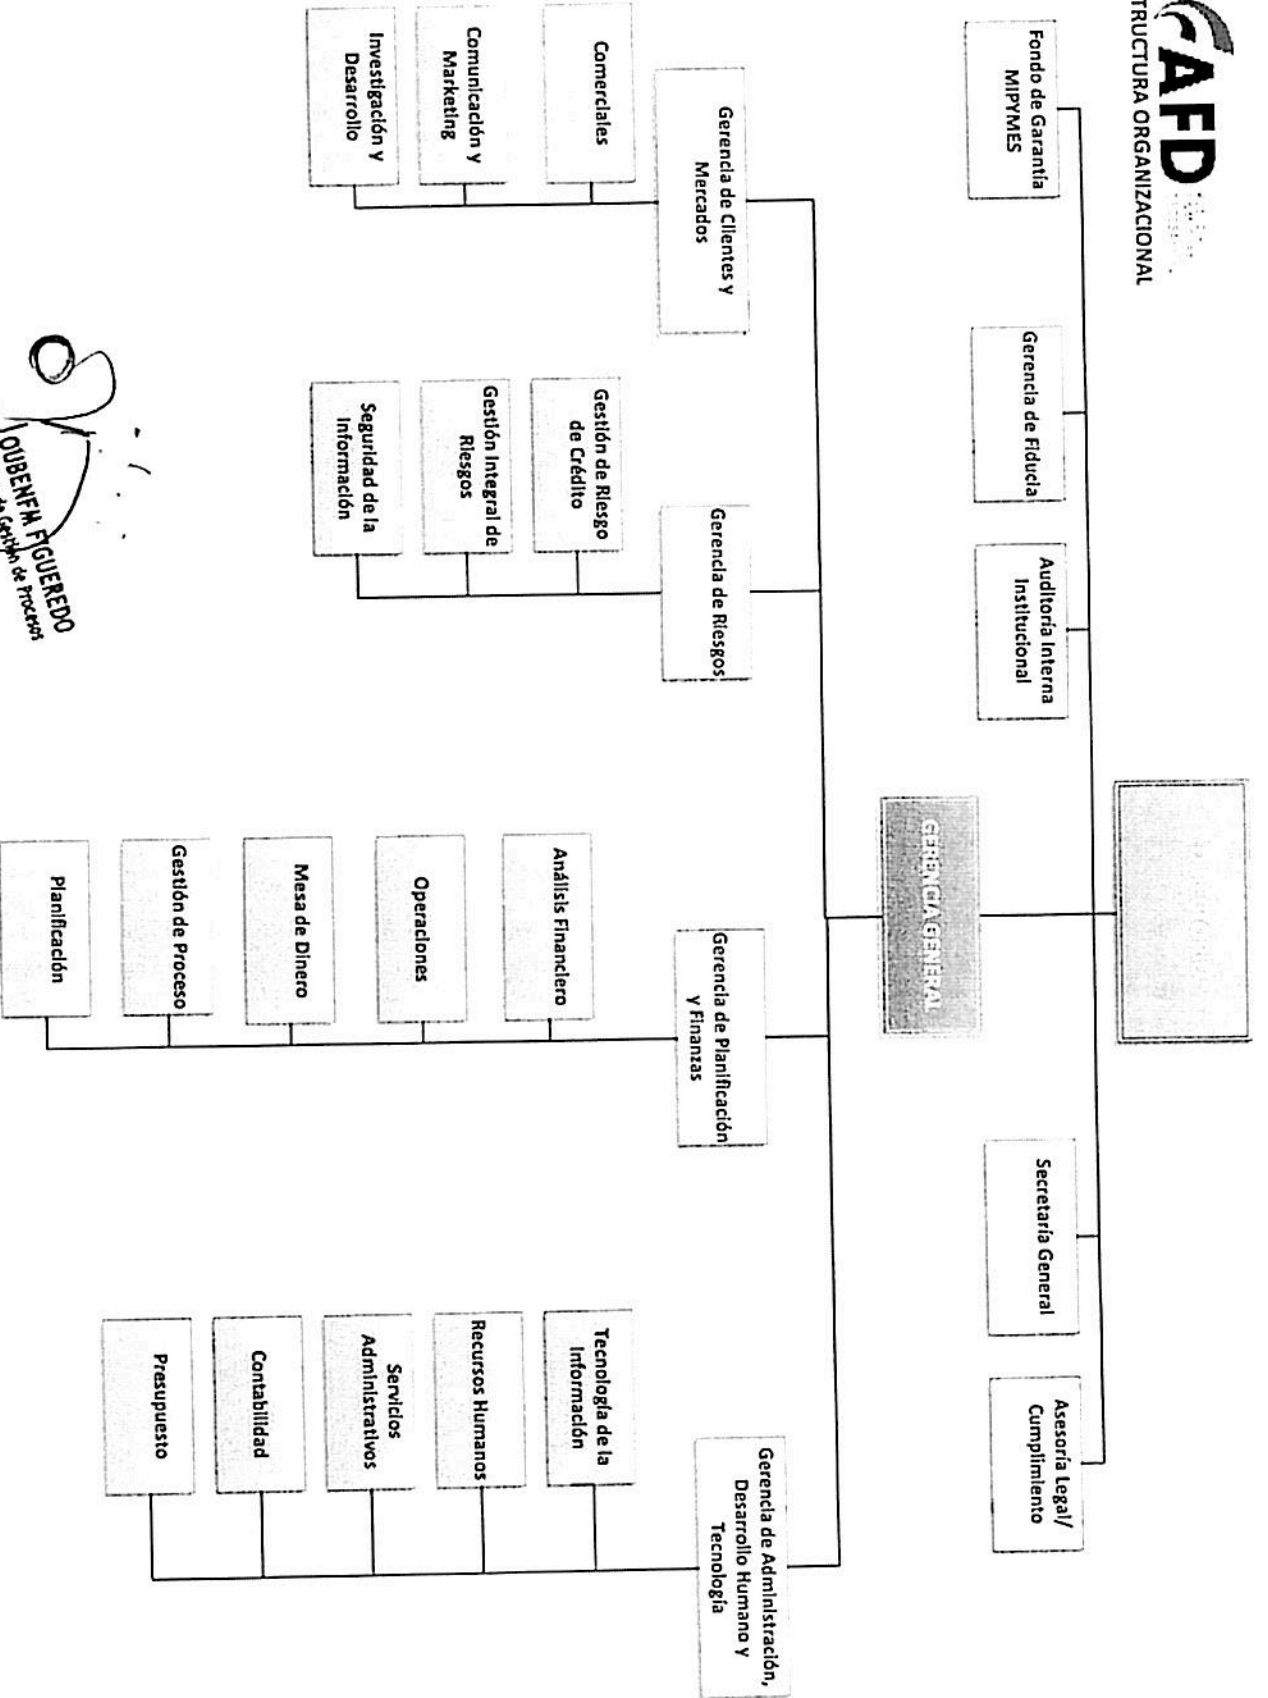 AFD
TRUCTURA ORGANIZACIONAL
Fondo de Garantía
MIPYMES
Gerencia de Fiducia
Auditoría Interna
Institucional
Secretaría General
Asesoría Legal/
Cumplimiento
GERENCIA GENERAL
Gerencia de Clientes y
Mercados
Comerciales
Comunicación y
Marketing
Investigación y
Desarrollo
Gerencia de Riesgos
Gestión de Riesgo
de Crédito
Gestión Integral de
Riesgos
Seguridad de la
Información
Gerencia de Planificación
y Finanzas
Análisis Financiero
Operaciones
Mesa de Dinero
Gestión de Proceso
Planificación
Gerencia de Administración,
Desarrollo Humano y
Tecnología
Tecnología de la
Información
Recursos Humanos
Servicios
Administrativos
Contabilidad
Presupuesto
FIGUEREDO
de Gestión de Procesos